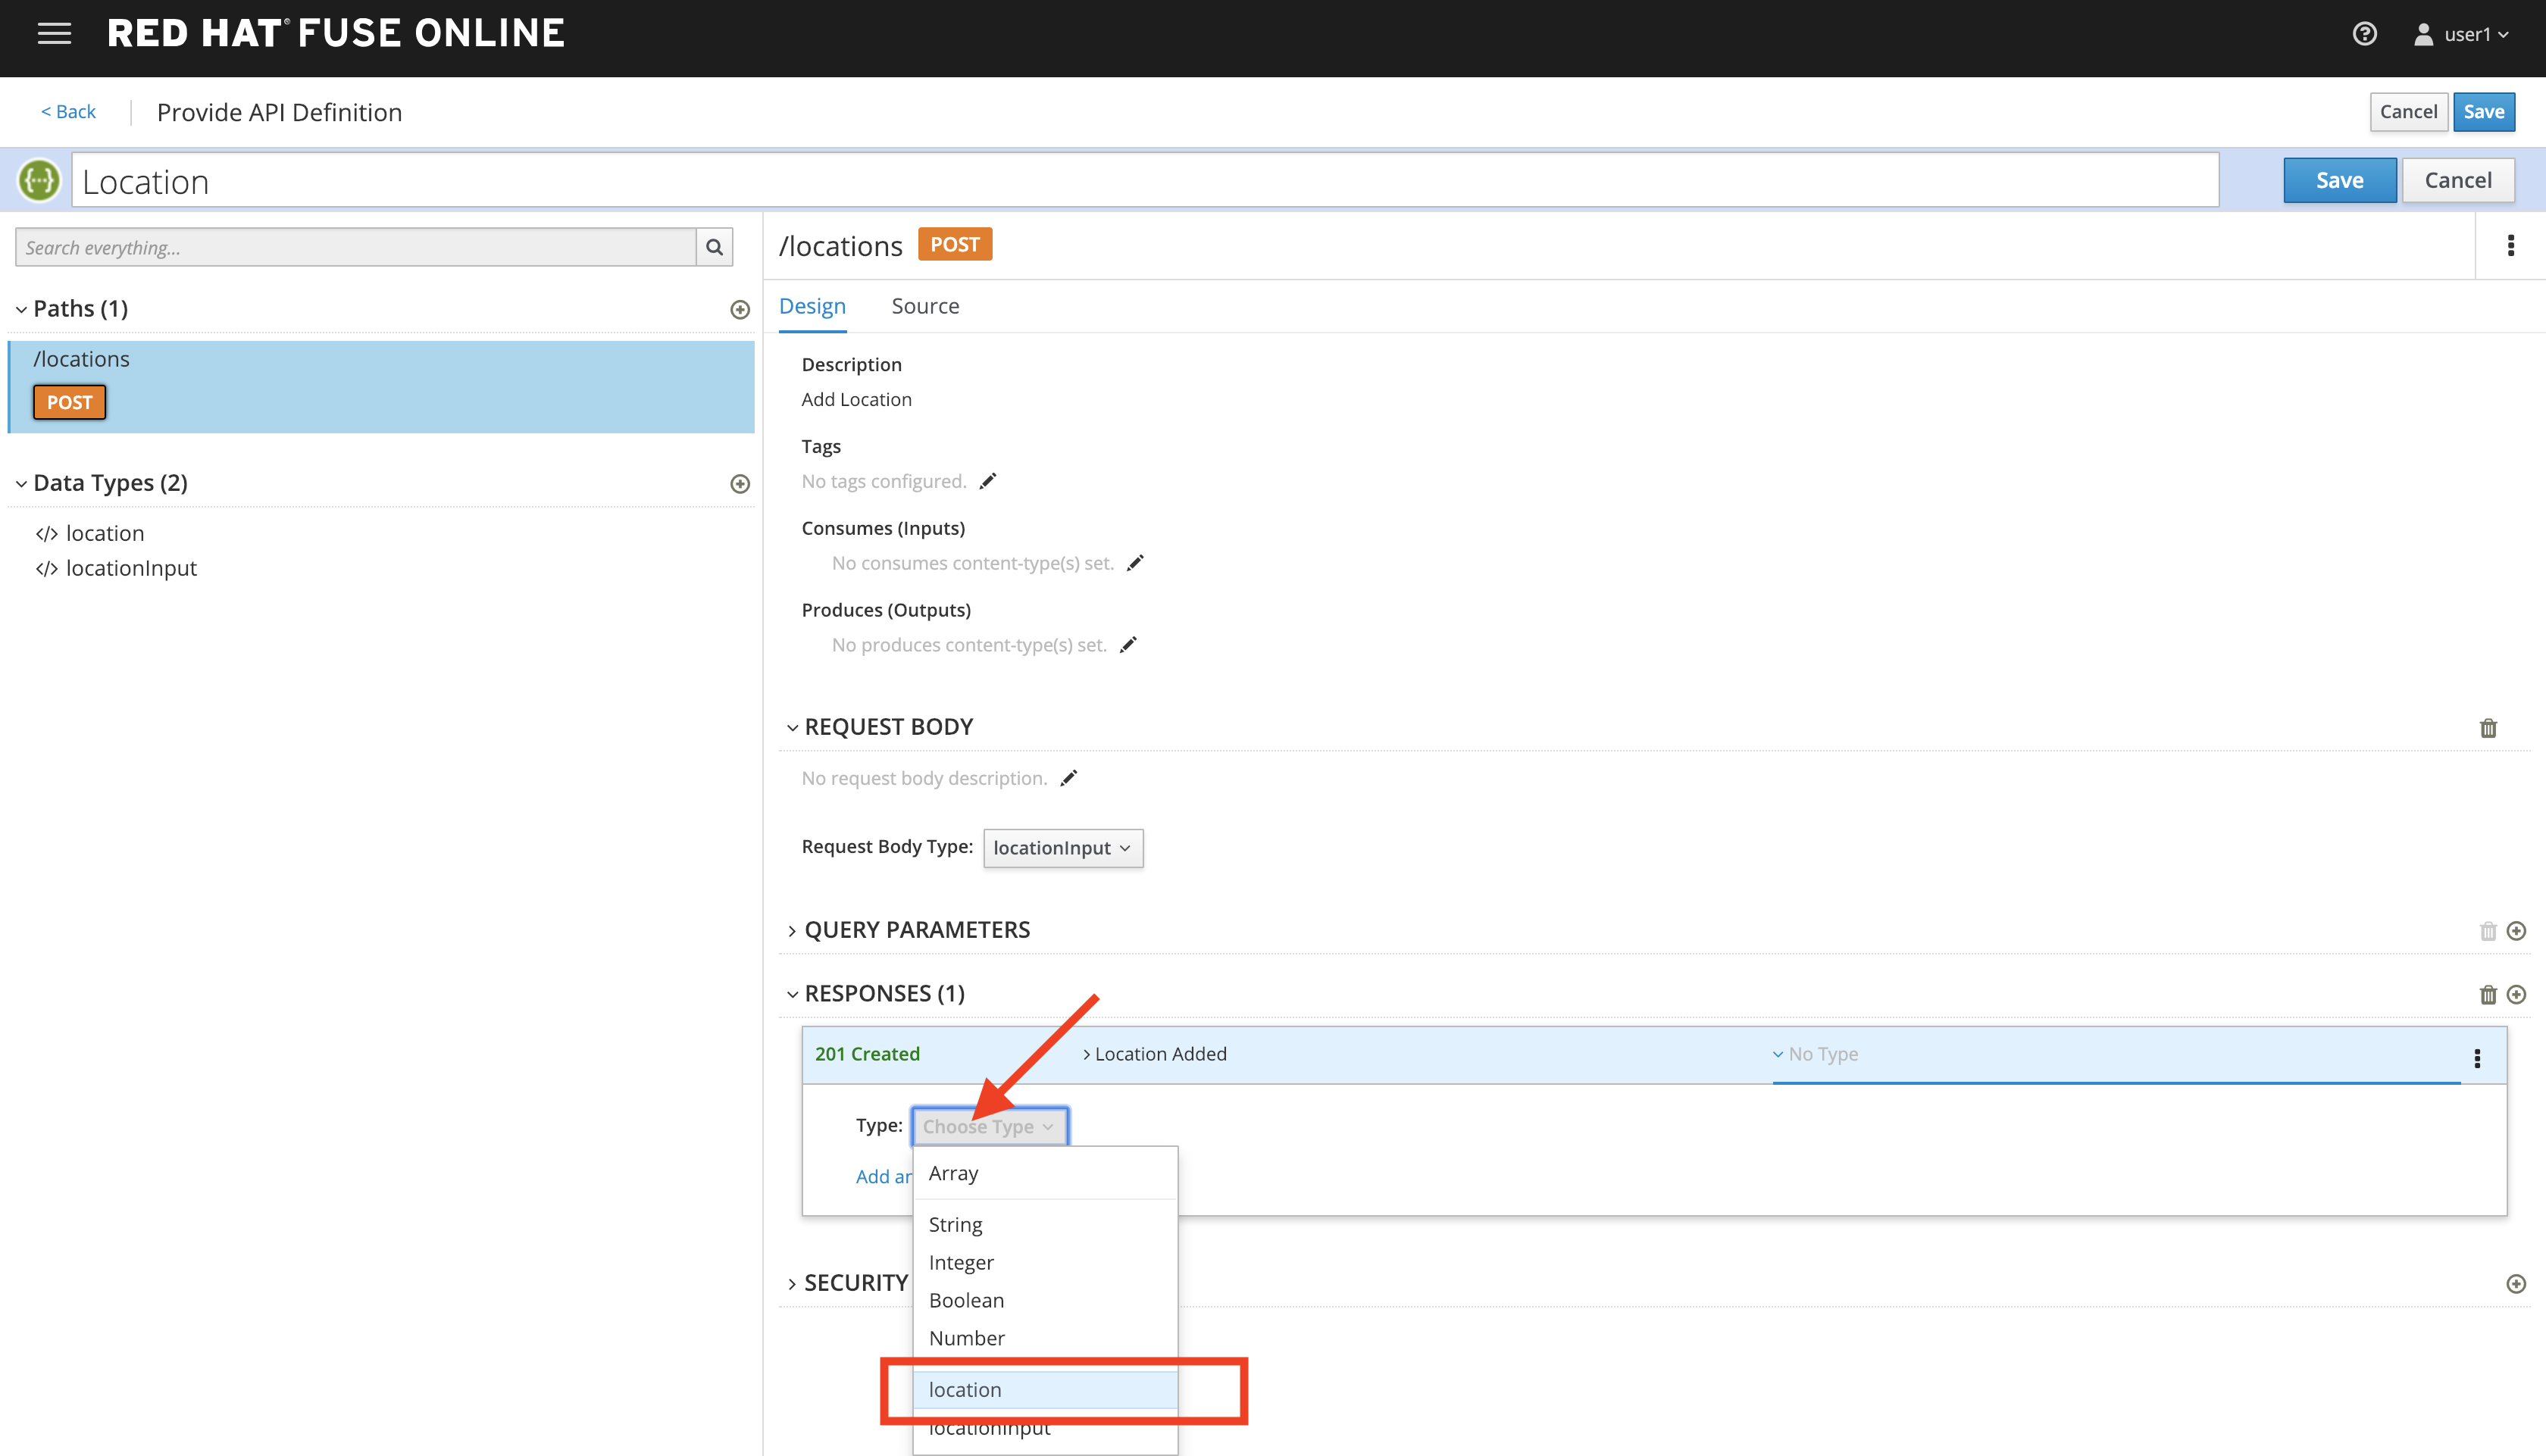 RED HAT® FUSE ONLINE
user1
< Back
Provide API Definition
Cancel
Save
Location
Save
Cancel
Search everything...
Paths (1)
/locations
POST
Data Types (2)
</> location
</> locationInput
/locations POST
Design
Source
Description
Add Location
Tags
No tags configured.
Consumes (Inputs)
No consumes content-type(s) set.
Produces (Outputs)
No produces content-type(s) set.
REQUEST BODY
No request body description.
Request Body Type: locationInput
QUERY PARAMETERS
RESPONSES (1)
201 Created
Location Added
No Type
Type: Choose Type
Add
Array
String
Integer
Boolean
Number
location
locationInput
SECURITY